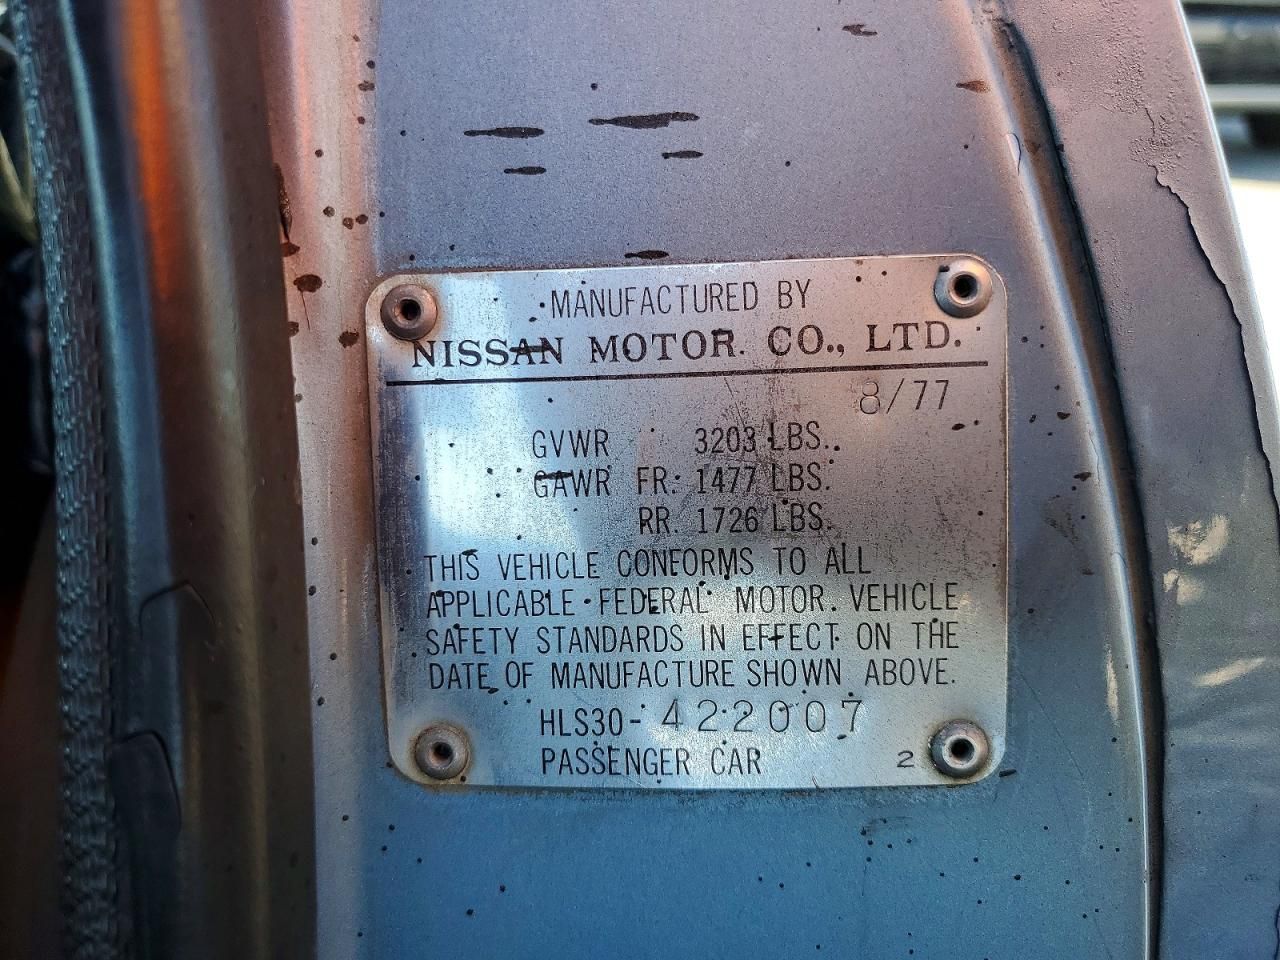 MANUFACTURED BY
NISSAN MOTOR CO., LTD.
8/77
GVWR 3203 LBS.
GAWR FR. 1477 LBS.
RR. 1726 LBS.
THIS VEHICLE CONFORMS TO ALL
APPLICABLE FEDERAL MOTOR VEHICLE
SAFETY STANDARDS IN EFFECT ON THE
DATE OF MANUFACTURE SHOWN ABOVE.
HLS30-422007
PASSENGER CAR 2